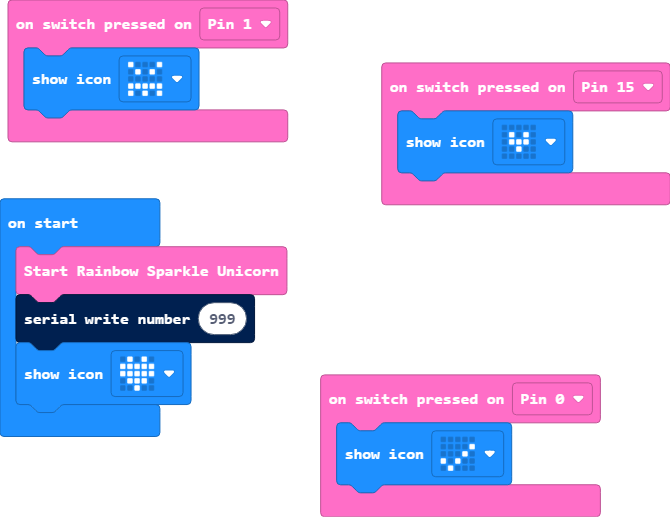 on switch pressed on Pin 1
show icon
on switch pressed on Pin 15
show icon
on start
Start Rainbow Sparkle Unicorn
serial write number 999
show icon
on switch pressed on Pin 0
show icon